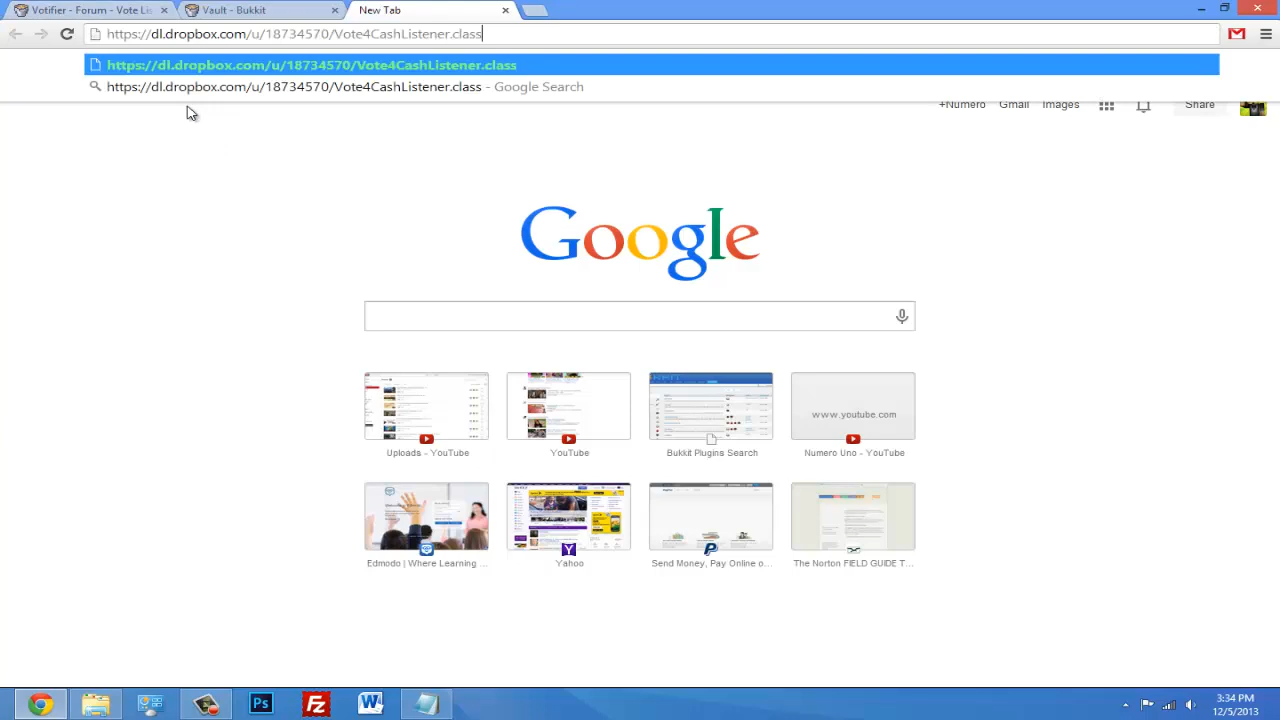 Votifier - Forum - Vote Lis
Vault - Bukkit
New Tab
https://dl.dropbox.com/u/18734570/Vote4CashListener.class
https://dl.dropbox.com/u/18734570/Vote4CashListener.class
https://dl.dropbox.com/u/18734570/Vote4CashListener.class - Google Search
+Numero Gmail Images Share
Google
www.youtube.com
Uploads - YouTube
YouTube
Bukkit Plugins Search
Numero Uno - YouTube
Edmodo | Where Learning ...
Yahoo
Send Money, Pay Online o...
The Norton FIELD GUIDE T...
Ps
Fz
W
3:34 PM
12/5/2013